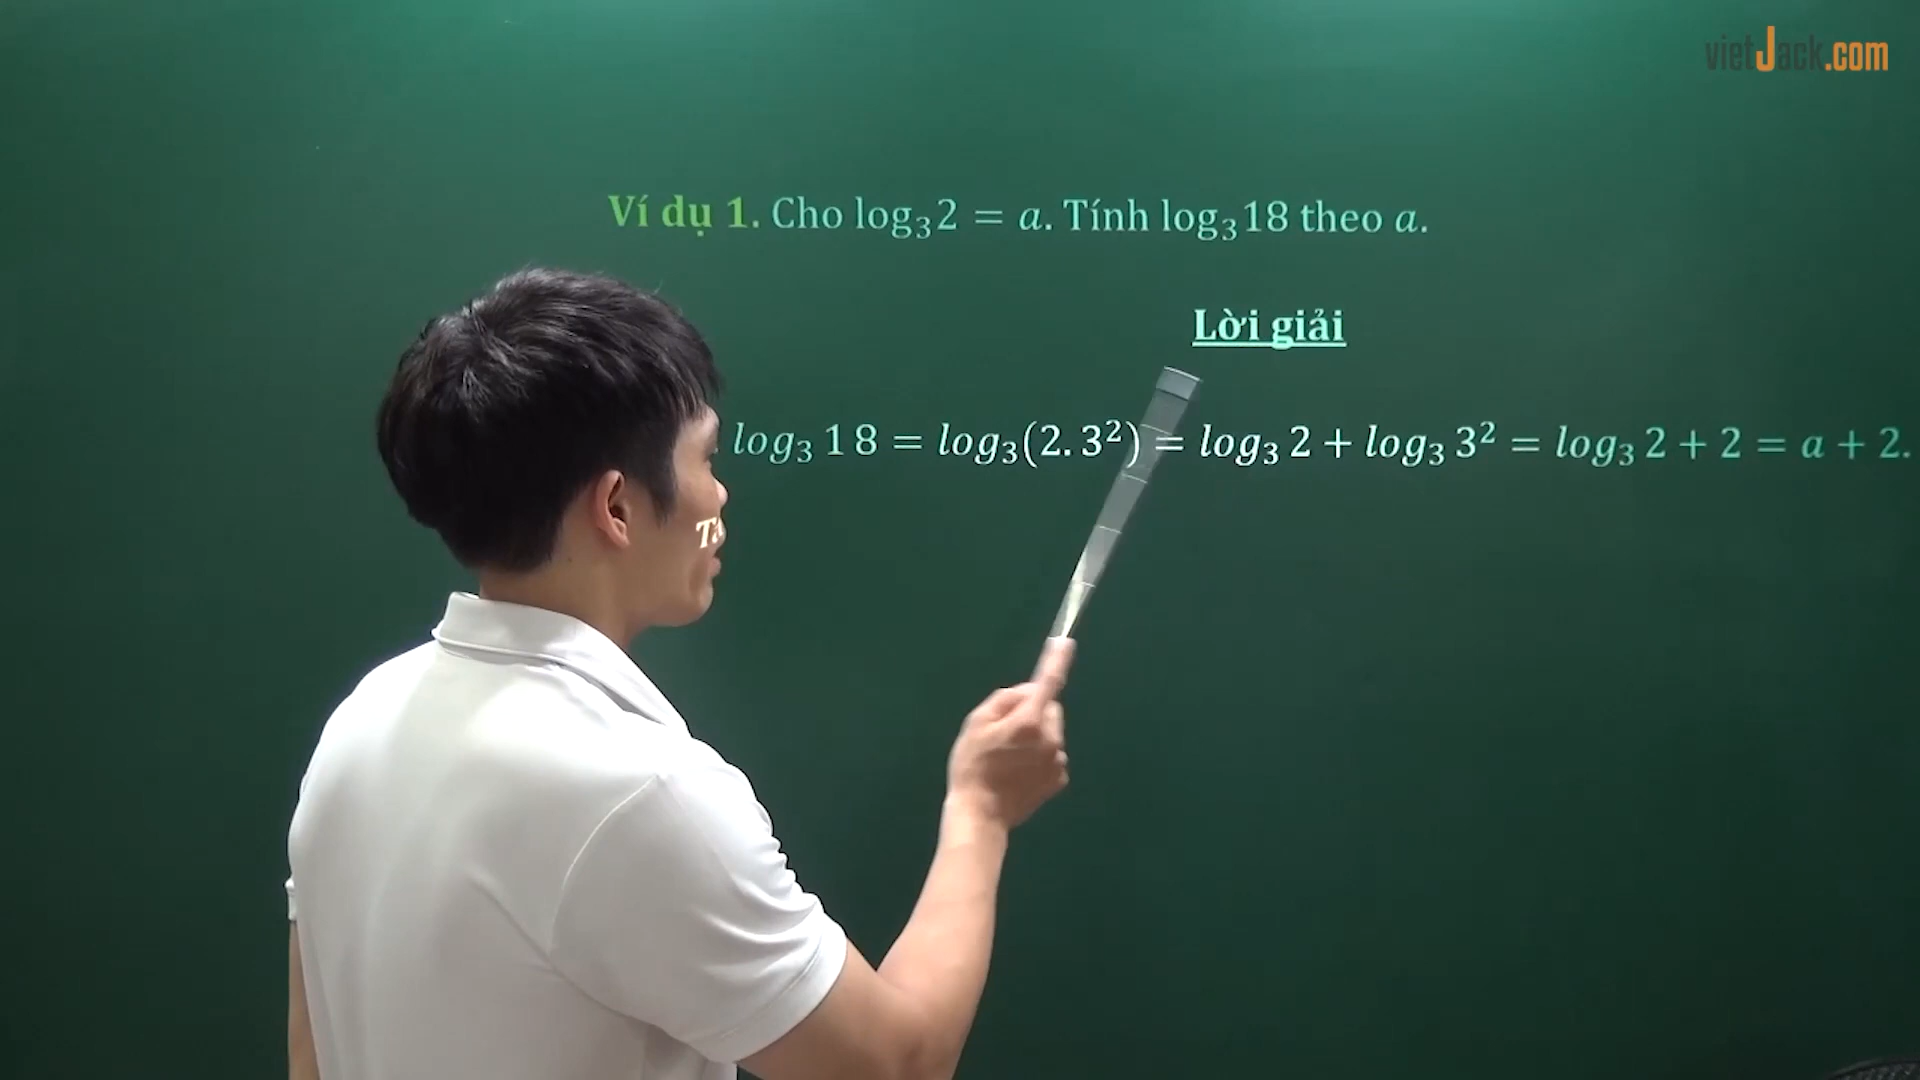 vietJack.com
Ví dụ 1. Cho log₃2 = a. Tính log₃18 theo a.
Lời giải
log₃ 18 = log₃(2. 3²) = log₃ 2 + log₃ 3² = log₃ 2 + 2 = a + 2.